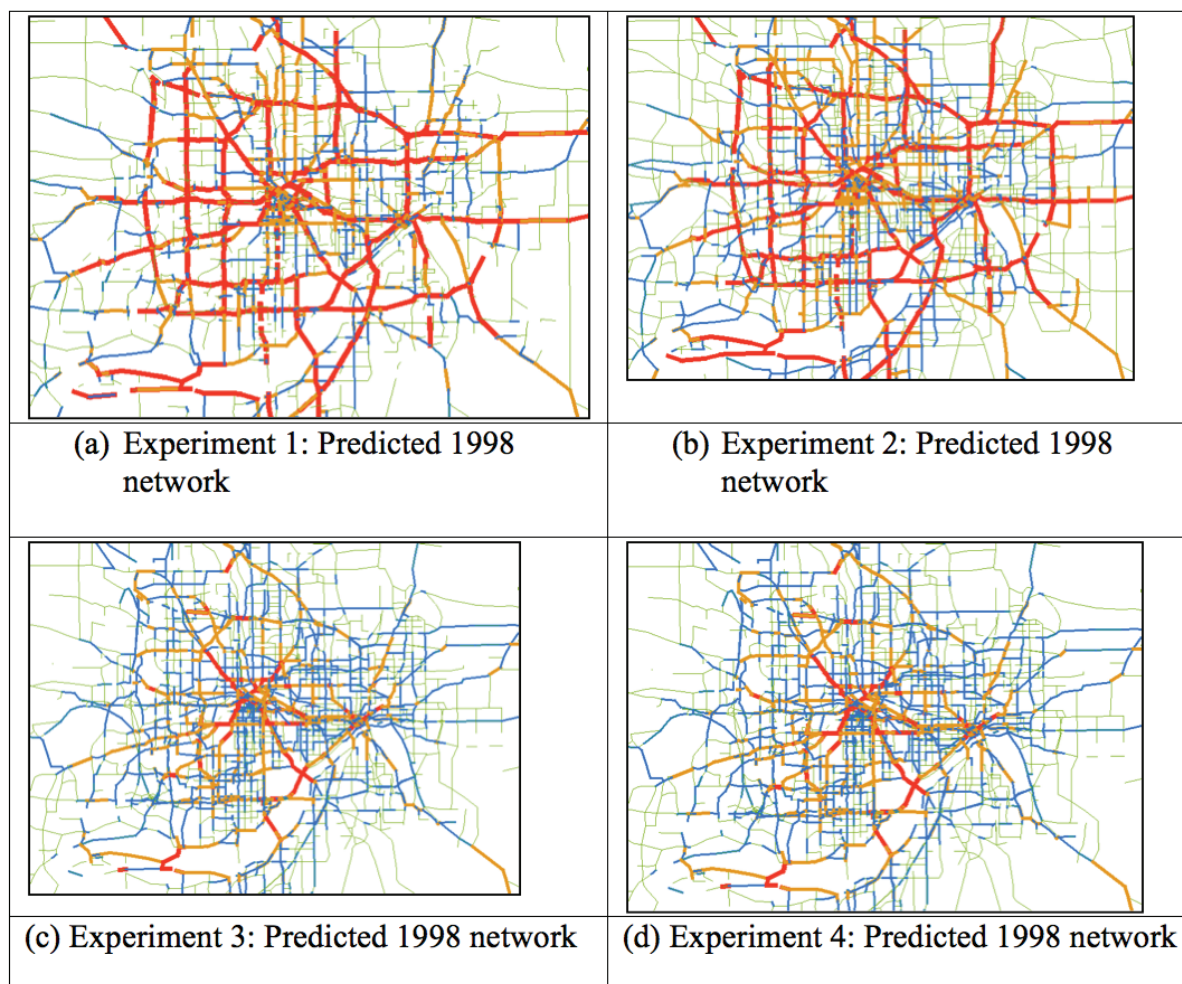 (a) Experiment 1: Predicted 1998
network
(b) Experiment 2: Predicted 1998
network
(c) Experiment 3: Predicted 1998 network
(d) Experiment 4: Predicted 1998 network